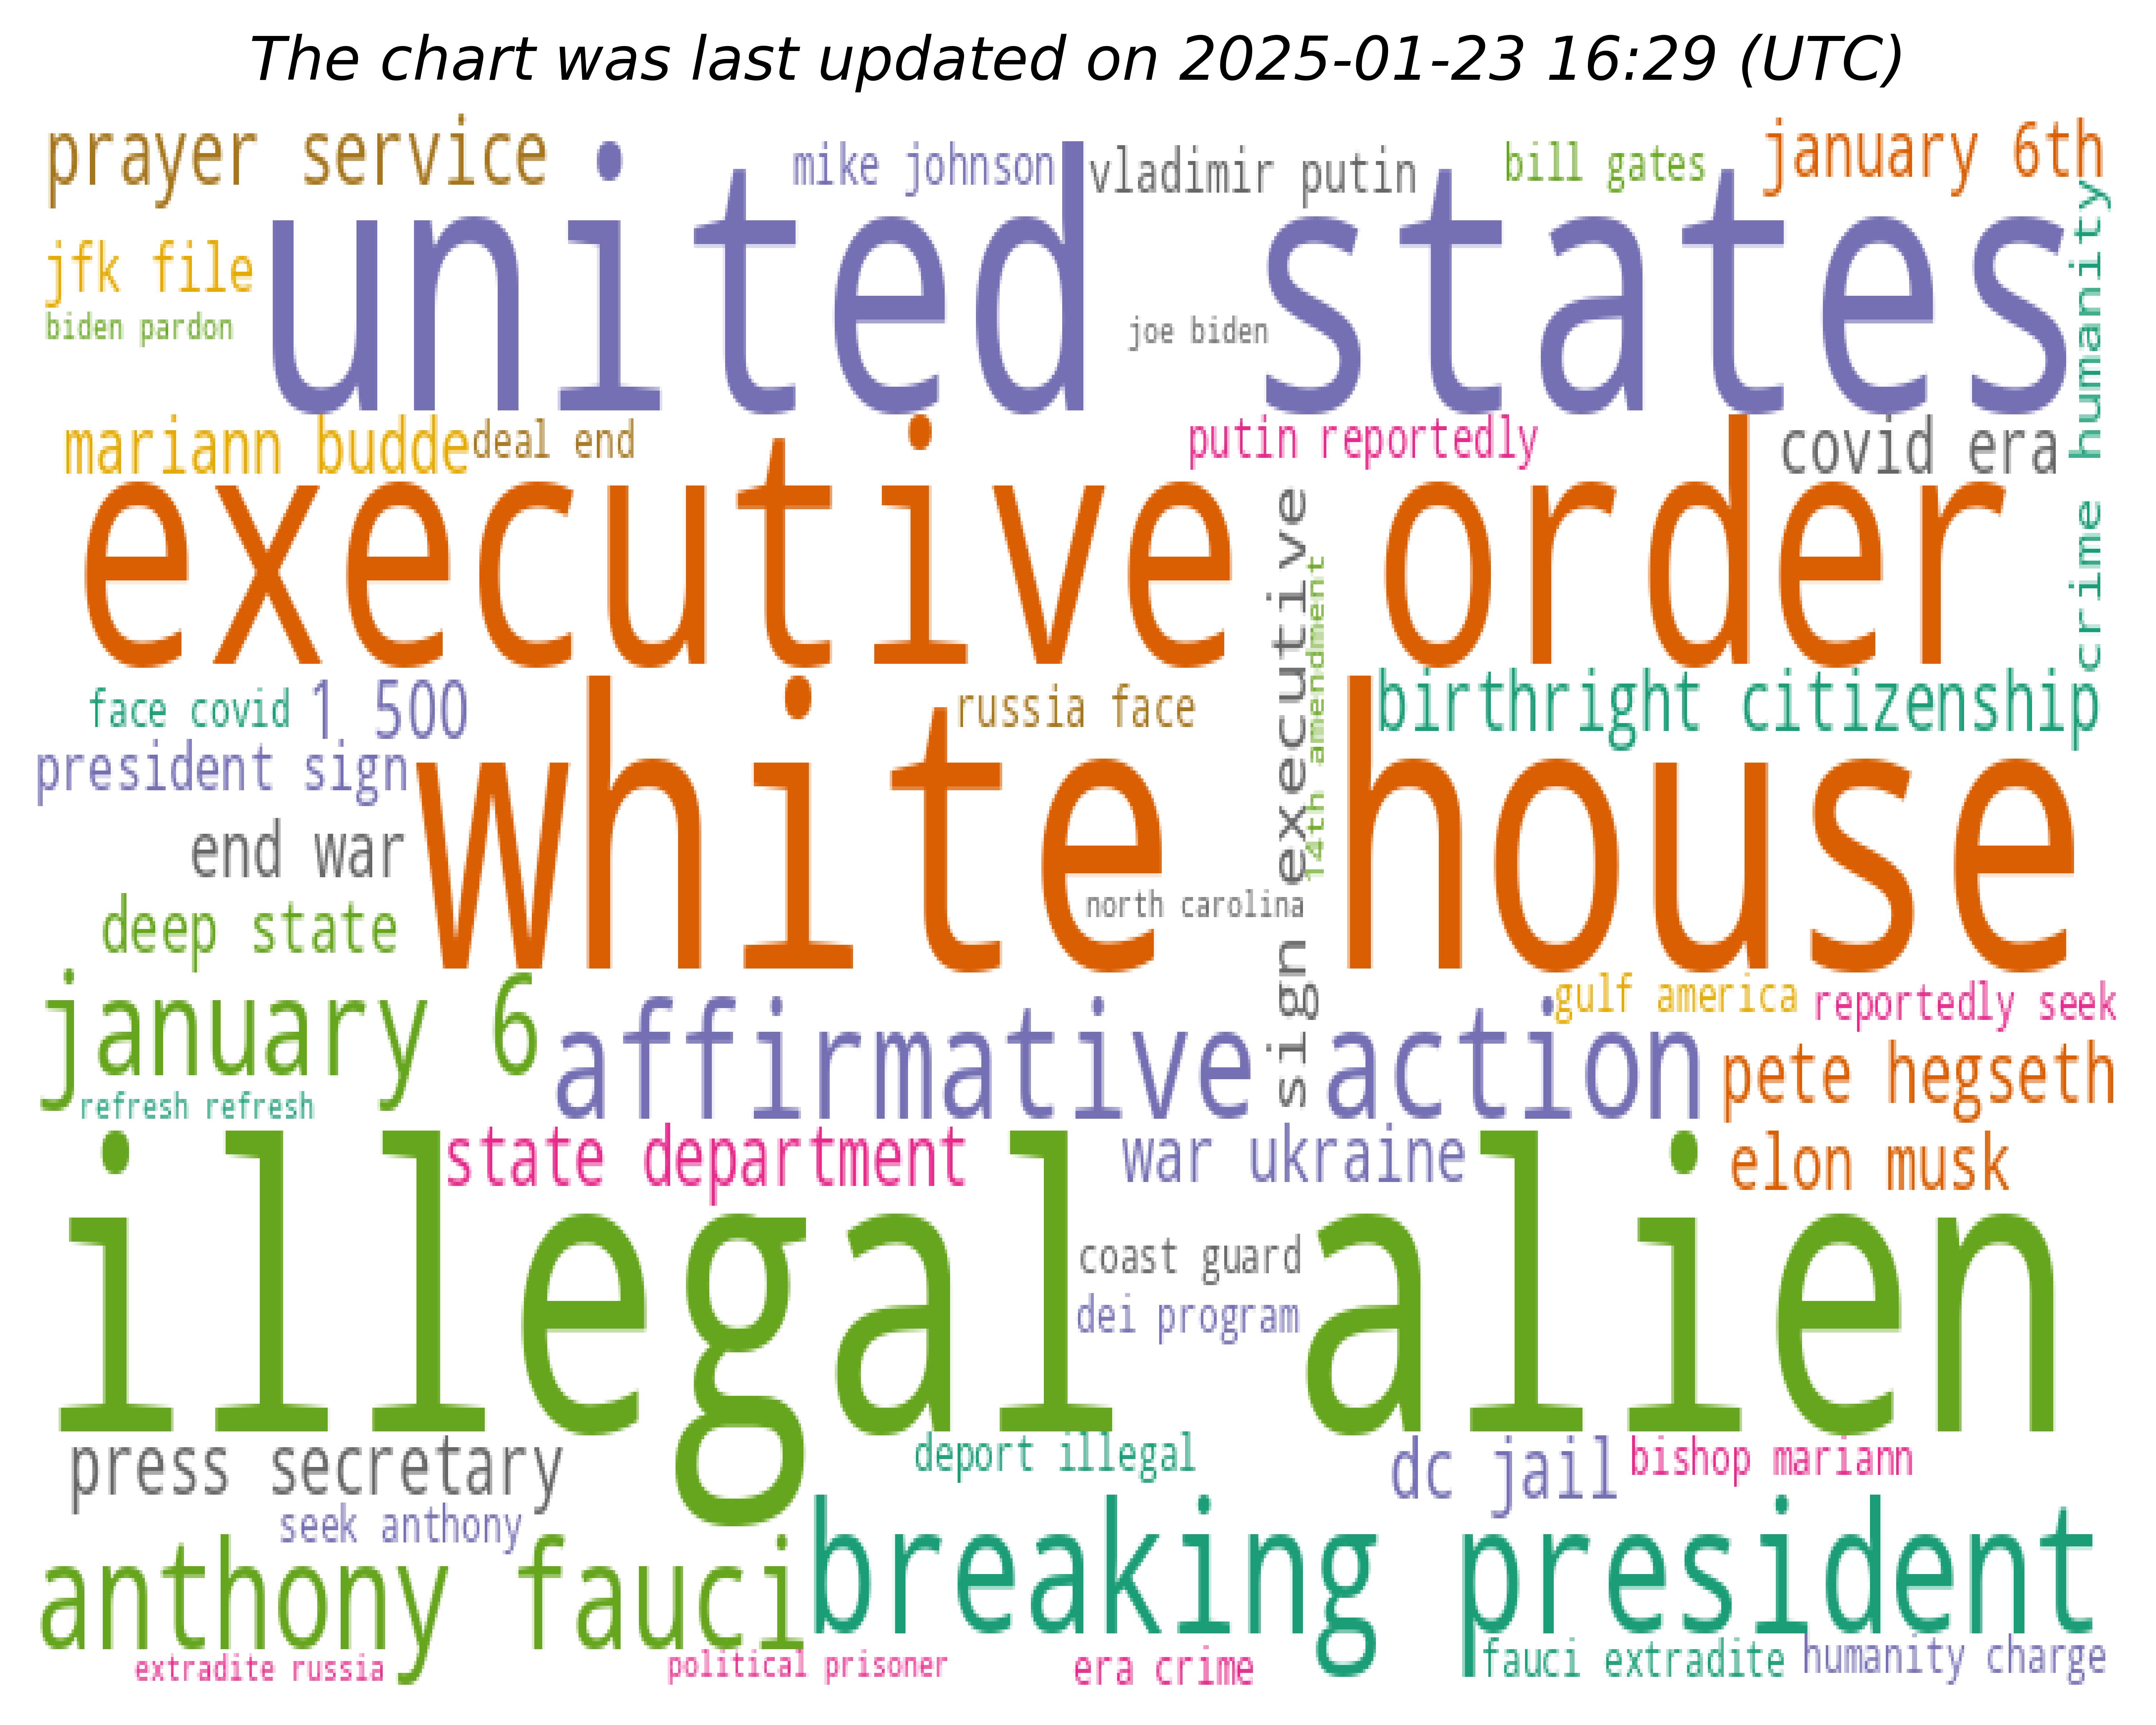 The chart was last updated on 2025-01-23 16:29 (UTC)
prayer service
mike johnson
vladimir putin
bill gates
january 6th
united states
jfk file
biden pardon
joe biden
crime humanity
mariann budde
deal end
putin reportedly
covid era
executive order
sign executive
14th amendment
face covid
1 500
russia face
birthright citizenship
president sign
white house
end war
deep state
north carolina
january 6
affirmative action
gulf america
reportedly seek
pete hegseth
refresh refresh
state department
war ukraine
elon musk
illegal alien
coast guard
dei program
press secretary
deport illegal
dc jail
bishop mariann
seek anthony
anthony fauci
breaking president
extradite russia
political prisoner
era crime
fauci extradite
humanity charge